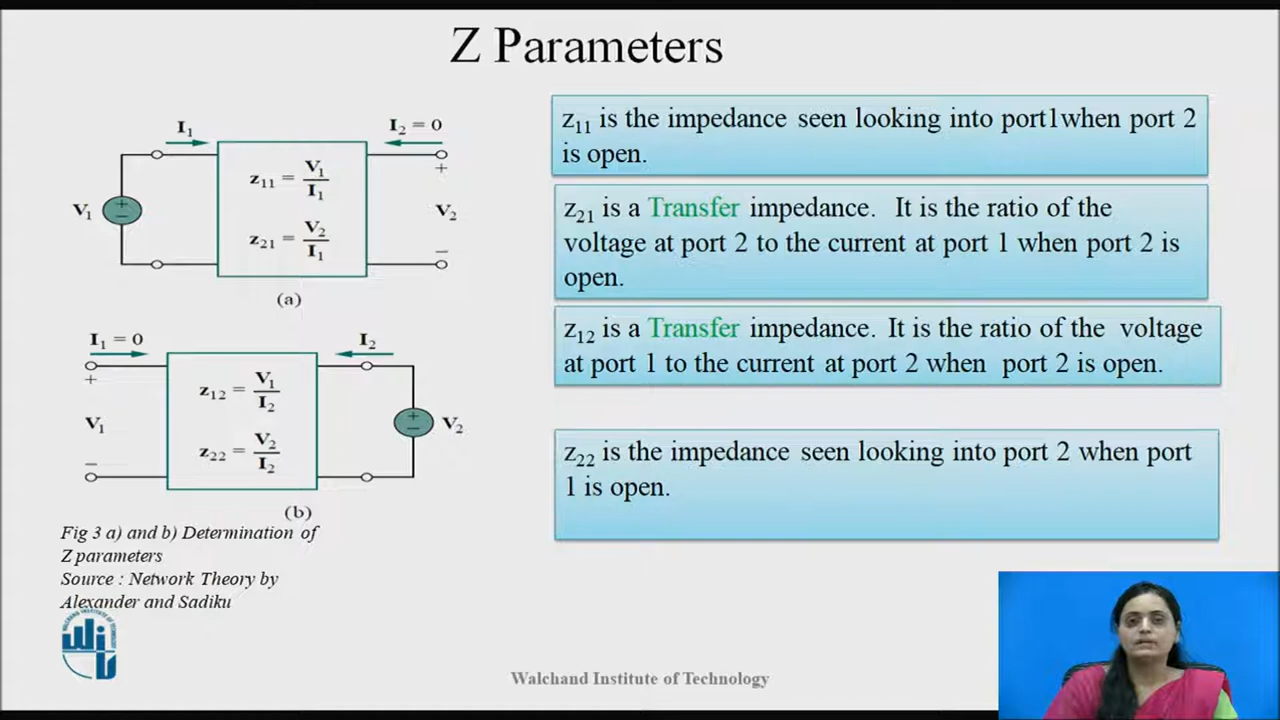 Z Parameters
I1
I2 = 0
V1
+
−
z11 = V1/I1
z21 = V2/I1
+
V2
−
(a)
I1 = 0
I2
+
V1
−
z12 = V1/I2
z22 = V2/I2
+
−
V2
(b)
Fig 3 a) and b) Determination of
Z parameters
Source : Network Theory by
Alexander and Sadiku
z11 is the impedance seen looking into port1when port 2
is open.
z21 is a Transfer impedance. It is the ratio of the
voltage at port 2 to the current at port 1 when port 2 is
open.
z12 is a Transfer impedance. It is the ratio of the voltage
at port 1 to the current at port 2 when port 2 is open.
z22 is the impedance seen looking into port 2 when port
1 is open.
Walchand Institute of Technology